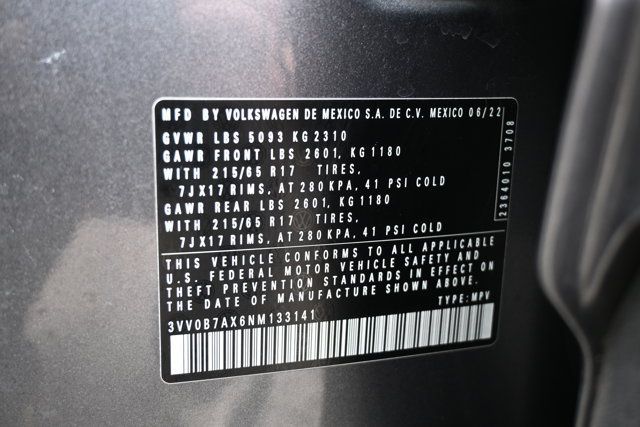 MFD BY VOLKSWAGEN DE MEXICO S.A. DE C.V. MEXICO 06/22
GVWR LBS 5093 KG 2310
GAWR FRONT LBS 2601, KG 1180
WITH 215/65 R17 TIRES,
7JX17 RIMS, AT 280 KPA, 41 PSI COLD
GAWR REAR LBS 2601, KG 1180
WITH 215/65 R17 TIRES,
7JX17 RIMS, AT 280 KPA, 41 PSI COLD
2364010 3708
THIS VEHICLE CONFORMS TO ALL APPLICABLE
U.S. FEDERAL MOTOR VEHICLE SAFETY AND
THEFT PREVENTION STANDARDS IN EFFECT ON
THE DATE OF MANUFACTURE SHOWN ABOVE.
3VV0B7AX6NM133141 TYPE: MPV